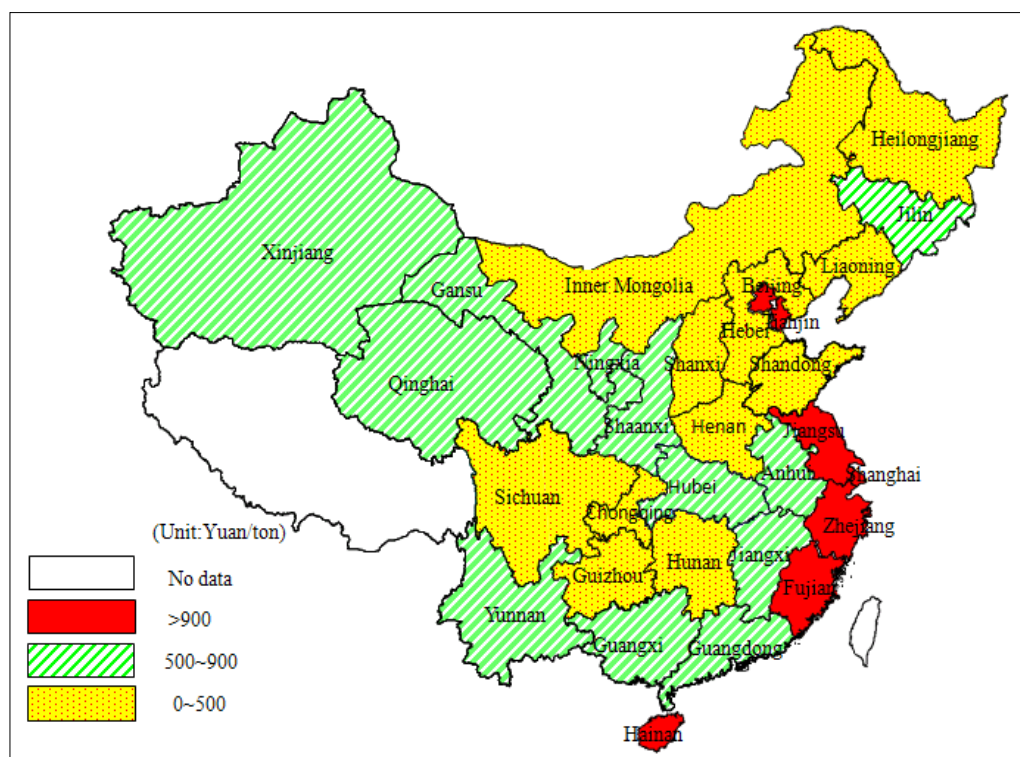 Heilongjiang
Jilin
Xinjiang
Liaoning
Beijing
Inner Mongolia
Gansu
Tianjin
Hebei
Ningxia
Shanxi
Shandong
Qinghai
Shaanxi
Henan
Jiangsu
Anhui
Shanghai
Hubei
Sichuan
Chongqing
Zhejiang
(Unit:Yuan/ton)
Jiangxi
Hunan
Guizhou
No data
Fujian
Yunnan
>900
Guangxi
Guangdong
500~900
0~500
Hainan